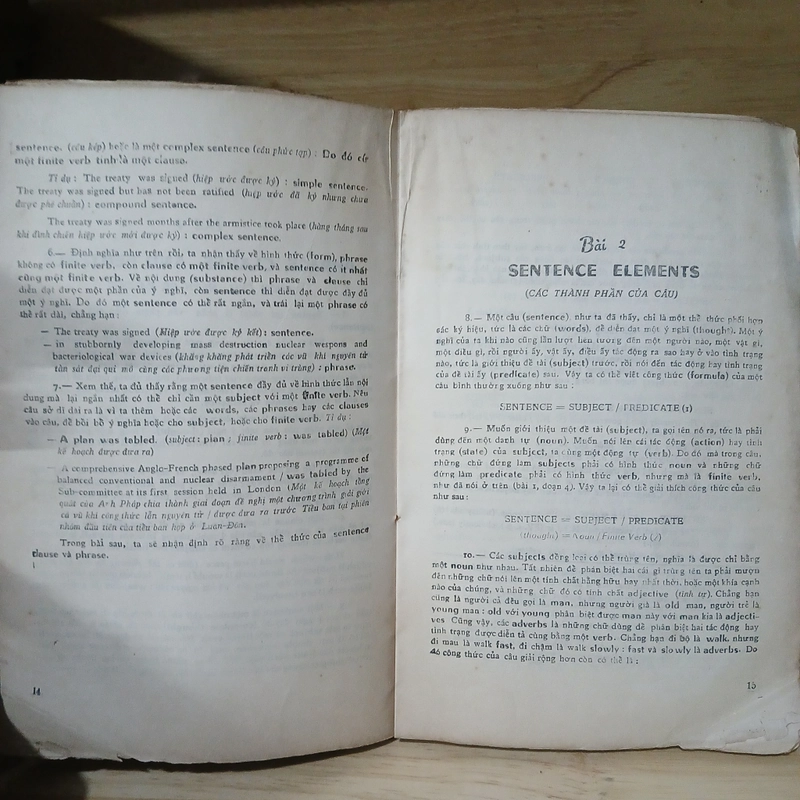 sentence. (câu kép) hoặc là một complex sentence (câu phức tạp) : Do đó cứ
một finite verb tính là một clause.
Tỉ dụ : The treaty was signed (hiệp ước được ký) : simple sentence.
The treaty was signed but has not been ratified (hiệp ước đã ký nhưng chưa
được phê chuẩn) : compound sentence.
The treaty was signed months after the armistice took place (hàng tháng sau
khi đình chiến hiệp ước mới được ký) : complex sentence.
6.— Định nghĩa như trên rồi, ta nhận thấy về hình thức (form), phrase
không có finite verb, còn clause có một finite verb, và sentence có ít nhất
cũng một finite verb. Về nội dung (substance) thì phrase và clause chỉ
diễn đạt được một phần của ý nghĩ, còn sentence thì diễn đạt được đầy đủ
một ý nghĩ. Do đó một sentence có thể rất ngắn, và trái lại một phrase có
thể rất dài, chẳng hạn :
— The treaty was signed (Hiệp ước được ký kết) : sentence.
— in stubbornly developing mass destruction nuclear weapons and
bacteriological war devices (khăng khăng phát triển các vũ khí nguyên tử
tàn sát đại qui mô cùng các phương tiện chiến tranh vi trùng) : phrase.
7.— Xem thế, ta đủ thấy rằng một sentence đầy đủ về hình thức lẫn nội
dung mà lại ngắn nhất có thể chỉ cần một subject với một finite verb. Nếu
câu sở dĩ dài ra là vì ta thêm hoặc các words, các phrases hay các clauses
vào câu, để bồi bổ ý nghĩa hoặc cho subject, hoặc cho finite verb. Tỉ dụ :
— A plan was tabled. (subject : plan ; finite verb : was tabled) (Một
kế hoạch được đưa ra)
— A comprehensive Anglo-French phased plan proposing a programme of
balanced conventional and nuclear disarmament / was tabled by the
Sub-committee at its first session held in London (Một kế hoạch tổng
quát của Anh Pháp chia thành giai đoạn đề nghị một chương trình giải giới
cả vũ khí công thức lẫn nguyên tử / được đưa ra trước Tiểu ban tại phiên
nhóm đầu tiên của tiểu ban họp ở Luân-Đôn.
Trong bài sau, ta sẽ nhận định rõ ràng về thể thức của sentence
clause và phrase.
14
Bài 2
SENTENCE ELEMENTS
(CÁC THÀNH PHẦN CỦA CÂU)
8.— Một câu (sentence), như ta đã thấy, chỉ là một thể thức phối hợp
các ký hiệu, tức là các chữ (words), để diễn đạt một ý nghĩ (thought). Một ý
nghĩ của ta khi nào cũng lần lượt liên tưởng đến một người nào, một vật gì,
một điều gì, rồi người ấy, vật ấy, điều ấy tác động ra sao hay ở vào tình trạng
nào, tức là giới thiệu đề tài (subject) trước, rồi nói đến tác động hay tình trạng
của đề tài ấy (predicate) sau. Vậy ta có thể viết công thức (formula) của một
câu bình thường xuống như sau :
SENTENCE = SUBJECT / PREDICATE (1)
9.— Muốn giới thiệu một đề tài (subject), ta gọi tên nó ra, tức là phải
dùng đến một danh tự (noun). Muốn nói lên cái tác động (action) hay tình
trạng (state) của subject, ta cùng một động tự (verb). Do đó mà trong câu,
những chữ đứng làm subjects phải có hình thức noun và những chữ
đứng làm predicate phải có hình thức verb, nhưng mà là finite verb,
như đã nói ở trên (bài 1, đoạn 4). Vậy ta lại có thể giải thích công thức của câu
như sau :
SENTENCE = SUBJECT / PREDICATE
(thought) = Noun / Finite Verb (2)
10.— Các subjects đồng loại có thể trùng tên, nghĩa là được chỉ bằng
một noun như nhau. Tất nhiên để phân biệt hai cái gì trùng tên ta phải mượn
đến những chữ nói lên một tính chất hằng hữu hay nhất thời, hoặc một khía cạnh
nào của chúng, và những chữ đó có tính chất adjective (tĩnh tự). Chẳng hạn
cùng là người cả đều gọi là man, nhưng người già là old man, người trẻ là
young man : old với young phân biệt được man này với man kia là adjecti-
ves Cũng vậy, các adverbs là những chữ dùng để phân biệt hai tác động hay
tình trạng được diễn tả cùng bằng một verb. Chẳng hạn đi bộ là walk, nhưng
đi mau là walk fast, đi chậm là walk slowly : fast và slowly là adverbs. Do
đó công thức của câu giải rộng hơn còn có thể là :
15